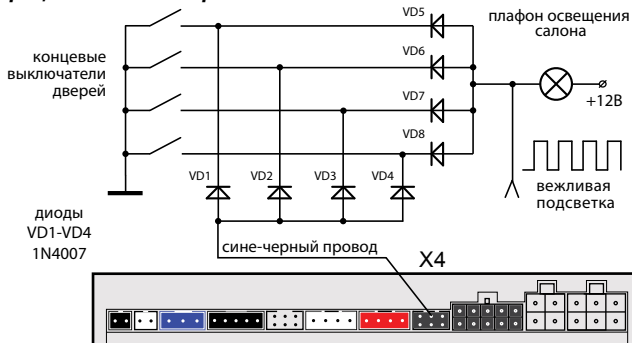 VD5
VD6
VD7
VD8
плафон освещения
салона
+12В
концевые
выключатели
дверей
VD1
VD2
VD3
VD4
вежливая
подсветка
диоды
VD1-VD4
1N4007
сине-черный провод
X4